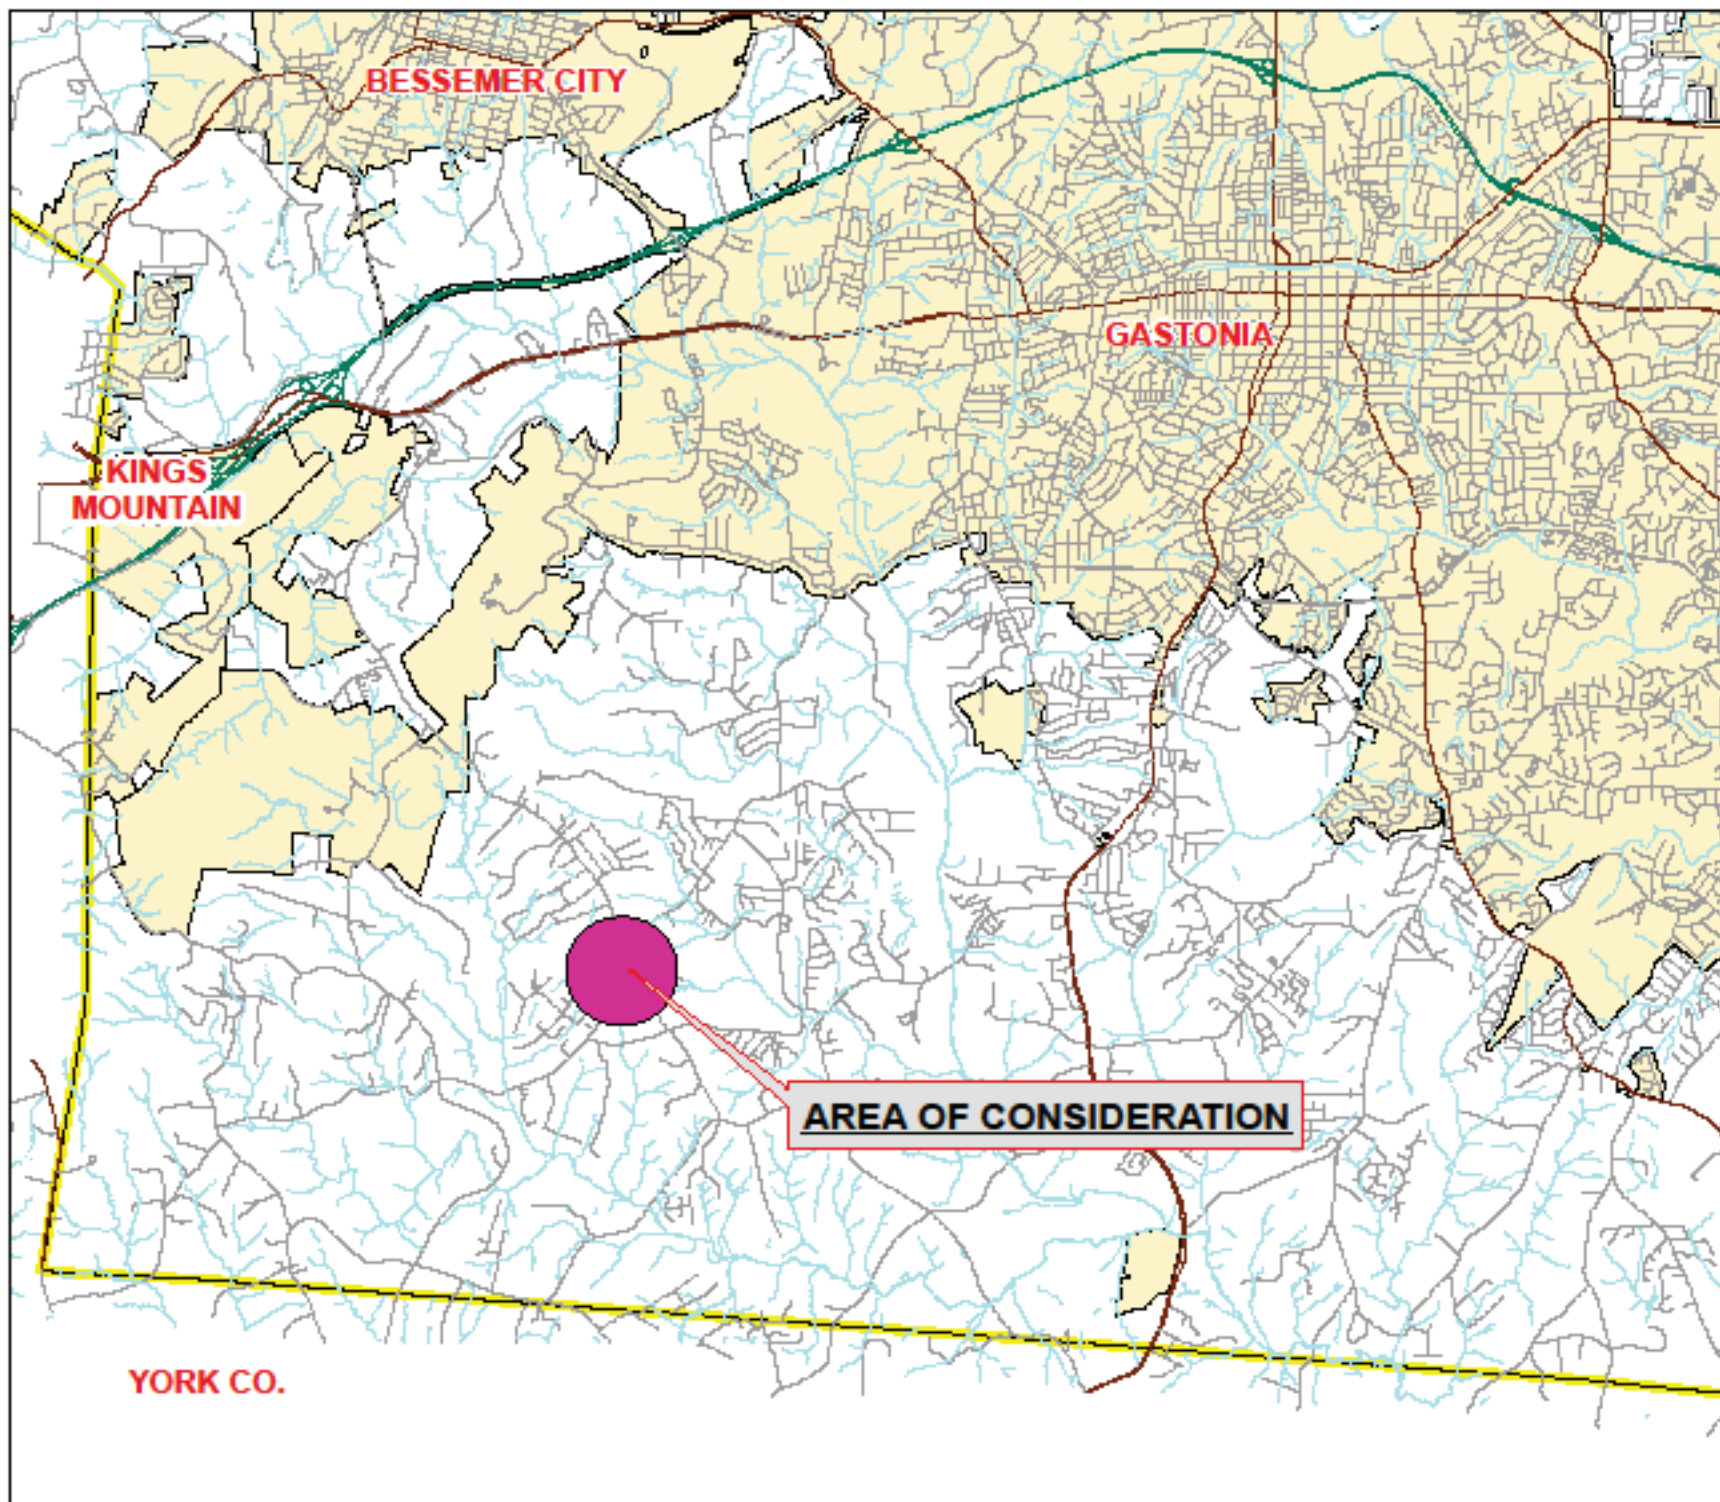 BESSEMER CITY
GASTONIA
KINGS
MOUNTAIN
AREA OF CONSIDERATION
YORK CO.